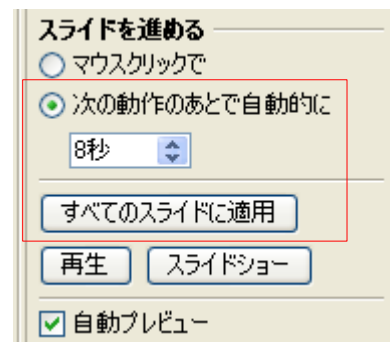 スライドを進める
マウスクリックで
次の動作のあとで自動的に
8秒
すべてのスライドに適用
再生 スライドショー
自動プレビュー